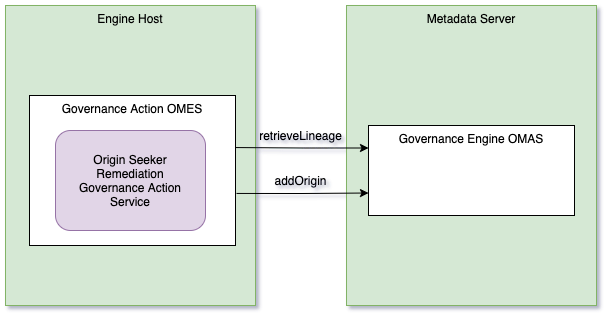 Engine Host
Metadata Server
Governance Action OMES
Origin Seeker
Remediation
Governance Action
Service
retrieveLineage
addOrigin
Governance Engine OMAS